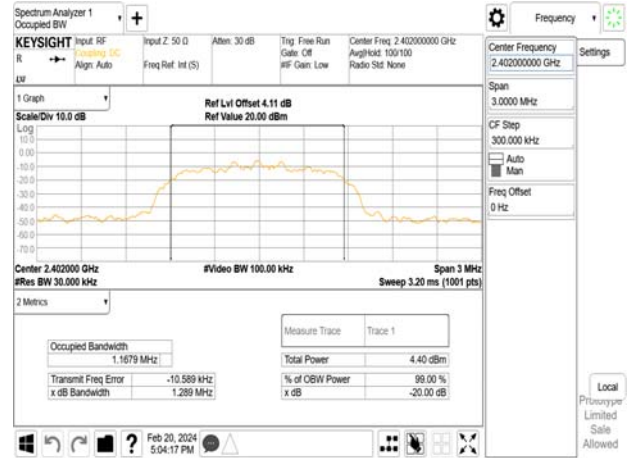 Spectrum Analyzer 1
Occupied BW
+
Frequency
KEYSIGHT
R
LXI
Input: RF
Coupling: DC
Align: Auto
Input Z: 50 Ω
Freq Ref: Int (S)
Atten: 30 dB
Trig: Free Run
Gate: Off
#IF Gain: Low
Center Freq: 2.402000000 GHz
Avg|Hold: 100/100
Radio Std: None
Center Frequency
2.402000000 GHz
Settings
Span
3.0000 MHz
CF Step
300.000 kHz
Auto
Man
Freq Offset
0 Hz
1 Graph
Ref Lvl Offset 4.11 dB
Scale/Div 10.0 dB
Ref Value 20.00 dBm
Log
10.0
0.00
-10.0
-20.0
-30.0
-40.0
-50.0
-60.0
-70.0
Center 2.402000 GHz
#Video BW 100.00 kHz
Span 3 MHz
#Res BW 30.000 kHz
Sweep 3.20 ms (1001 pts)
2 Metrics
Measure Trace
Trace 1
Occupied Bandwidth
1.1679 MHz
Total Power
4.40 dBm
Transmit Freq Error
-10.589 kHz
% of OBW Power
99.00 %
x dB Bandwidth
1.289 MHz
x dB
-20.00 dB
Local
Prototype
Limited
Sale
Allowed
?
Feb 20, 2024
5:04:17 PM